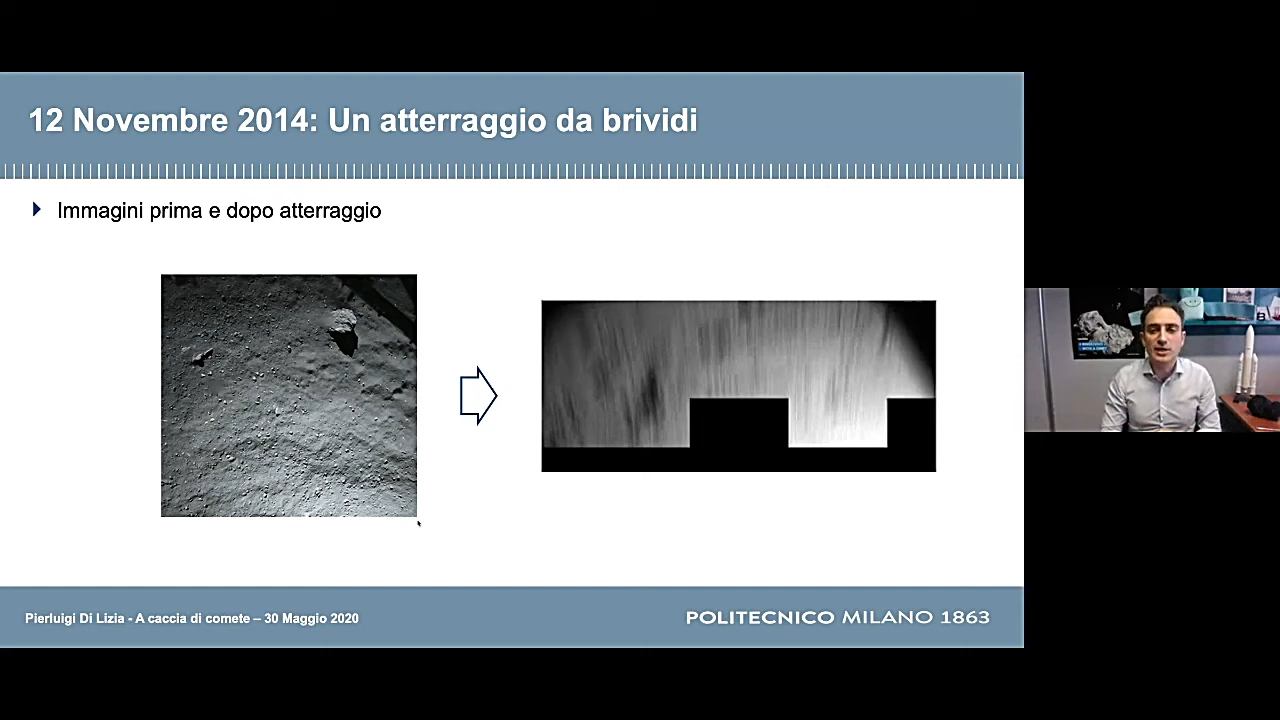 12 Novembre 2014: Un atterraggio da brividi
Immagini prima e dopo atterraggio
Pierluigi Di Lizia - A caccia di comete – 30 Maggio 2020
POLITECNICO MILANO 1863